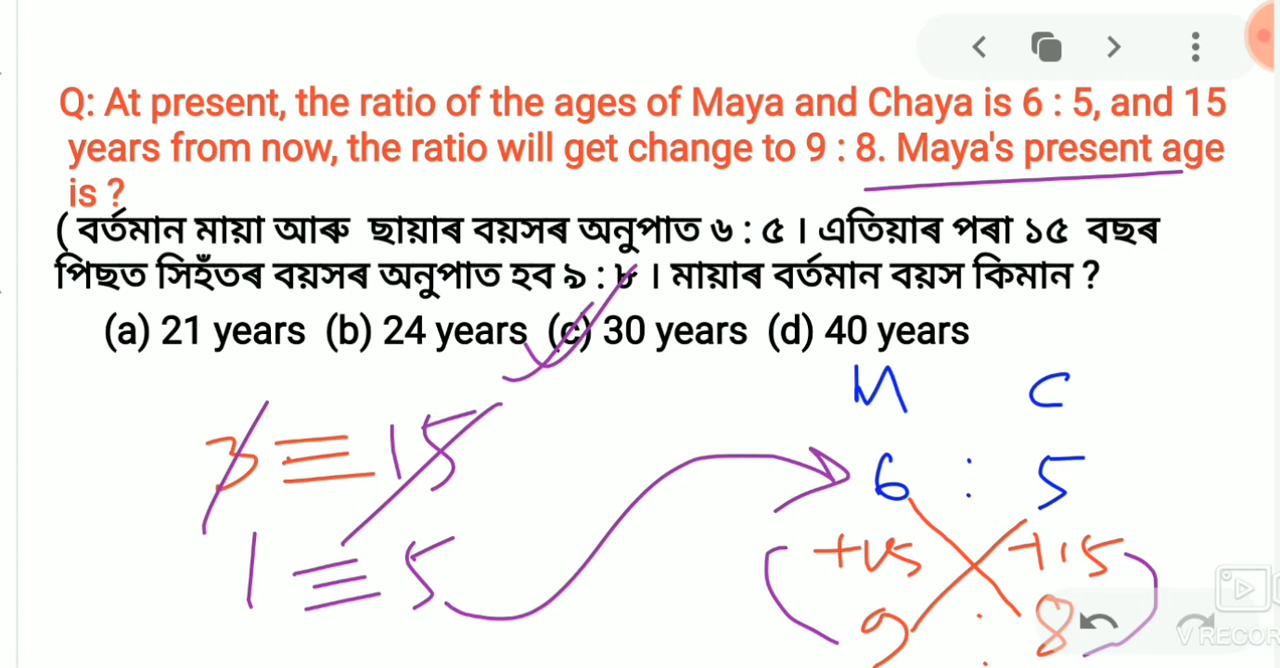 Q: At present, the ratio of the ages of Maya and Chaya is 6 : 5, and 15
years from now, the ratio will get change to 9 : 8. Maya's present age
is ?
( বৰ্তমান মায়া আৰু ছায়াৰ বয়সৰ অনুপাত ৬ : ৫ । এতিয়াৰ পৰা ১৫ বছৰ
পিছত সিহঁতৰ বয়সৰ অনুপাত হব ৯ : ৮ । মায়াৰ বৰ্তমান বয়স কিমান ?
(a) 21 years (b) 24 years (c) 30 years (d) 40 years
M C
3 ≡ 15
6 : 5
+15 +15
1 ≡ 5
9 : 8
V RECOR